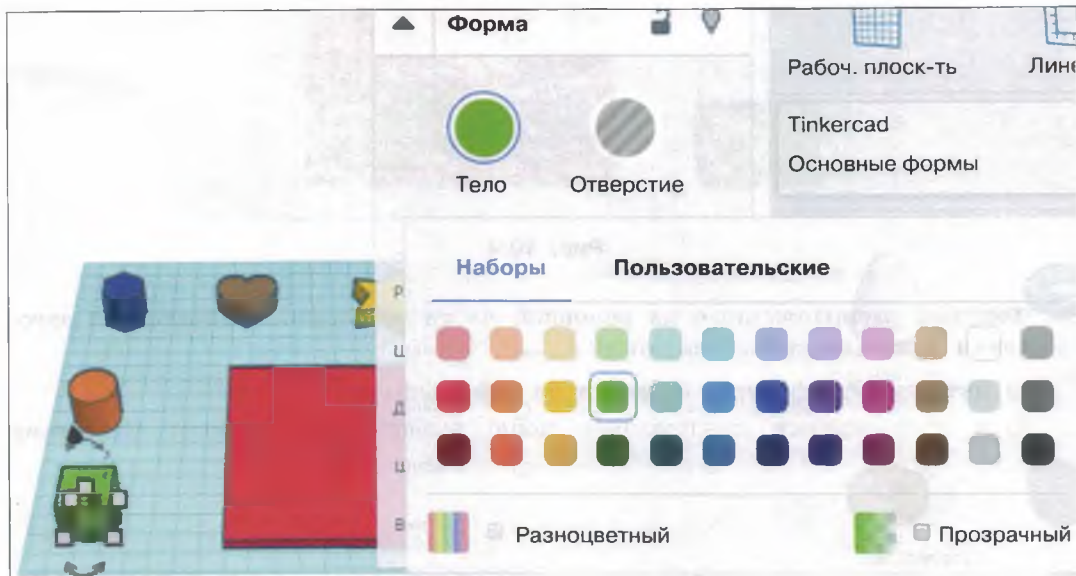 Форма
Рабоч. плоск-ть
Лине
Tinkercad
Основные формы
Тело
Отверстие
Наборы
Пользовательские
Разноцветный
Прозрачный